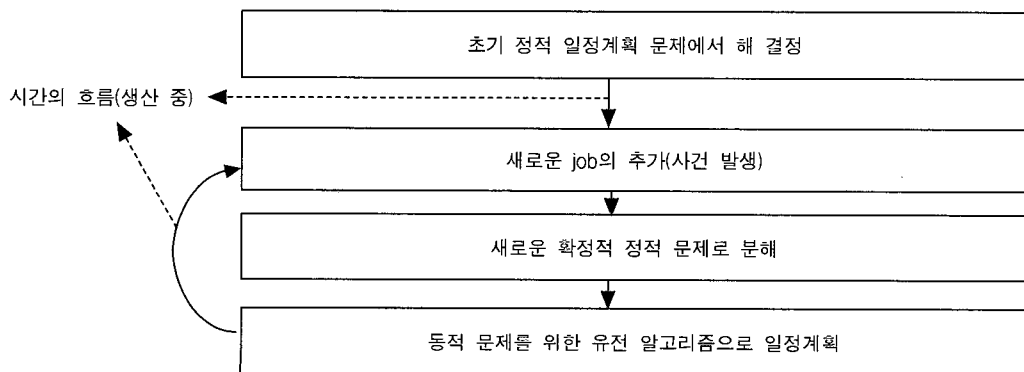 초기 정적 일정계획 문제에서 해 결정
시간의 흐름(생산 중)
새로운 job의 추가(사건 발생)
새로운 확정적 정적 문제로 분해
동적 문제를 위한 유전 알고리즘으로 일정계획